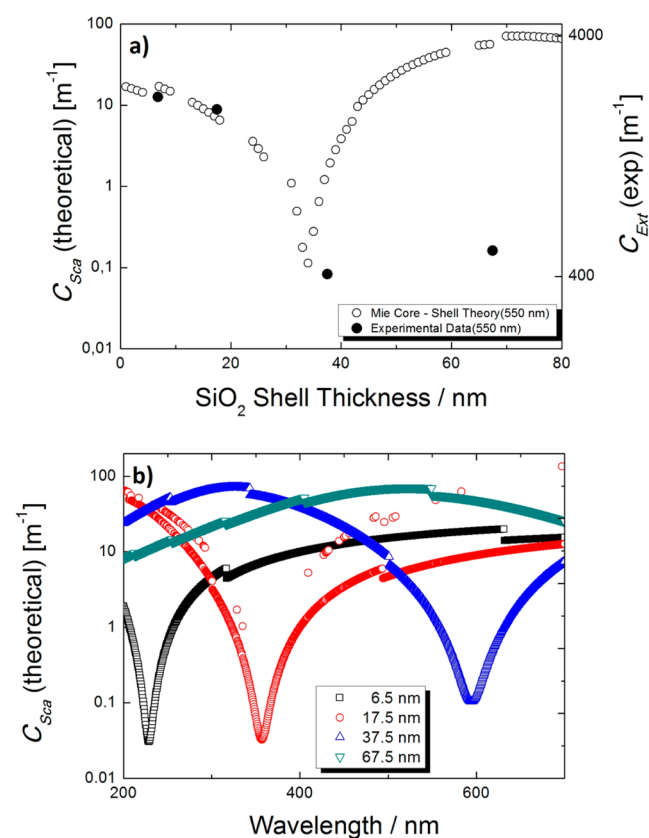 a)
100
10
1
0,1
0,01
4000
400
C_Sca (theoretical) [m⁻¹]
C_Ext (exp) [m⁻¹]
Mie Core - Shell Theory(550 nm)
Experimental Data(550 nm)
0 20 40 60 80
SiO₂ Shell Thickness / nm
b)
100
10
1
0.1
0.01
C_Sca (theoretical) [m⁻¹]
6.5 nm
17.5 nm
37.5 nm
67.5 nm
200 400 600
Wavelength / nm